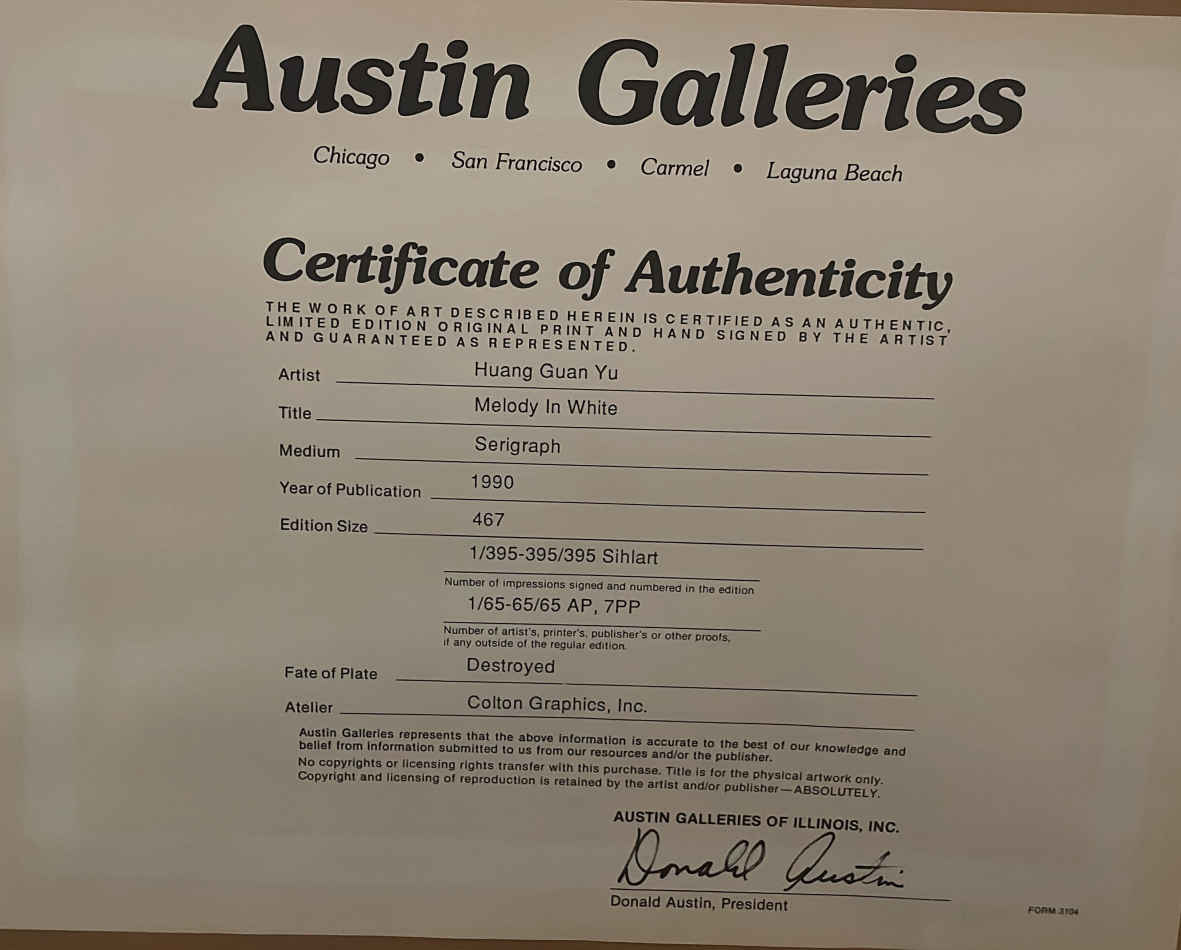 Austin Galleries
Chicago • San Francisco • Carmel • Laguna Beach
Certificate of Authenticity
THE WORK OF ART DESCRIBED HEREIN IS CERTIFIED AS AN AUTHENTIC,
LIMITED EDITION ORIGINAL PRINT AND HAND SIGNED BY THE ARTIST
AND GUARANTEED AS REPRESENTED.
Artist Huang Guan Yu
Title Melody In White
Medium Serigraph
Year of Publication 1990
Edition Size 467
1/395-395/395 Sihlart
Number of impressions signed and numbered in the edition
1/65-65/65 AP, 7PP
Number of artist's, printer's, publisher's or other proofs,
if any outside of the regular edition.
Fate of Plate Destroyed
Atelier Colton Graphics, Inc.
Austin Galleries represents that the above information is accurate to the best of our knowledge and
belief from information submitted to us from our resources and/or the publisher.
No copyrights or licensing rights transfer with this purchase. Title is for the physical artwork only.
Copyright and licensing of reproduction is retained by the artist and/or publisher—ABSOLUTELY.
AUSTIN GALLERIES OF ILLINOIS, INC.
Donald Austin
Donald Austin, President
FORM 3104